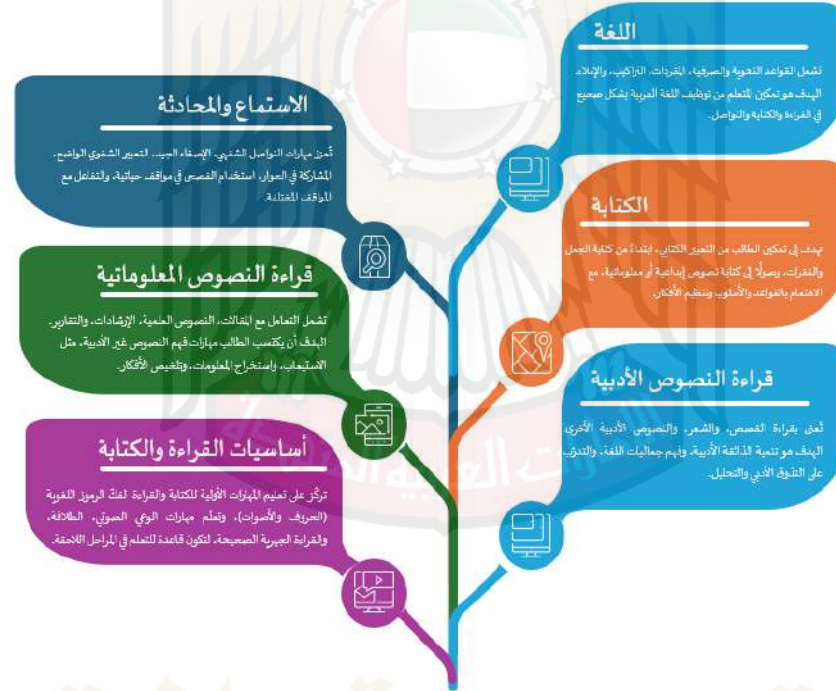 اللغة
تشمل القواعد النحوية والصرفية، المفردات، التراكيب، والإملاء.
الهدف هو تمكين المتعلم من توظيف اللغة العربية بشكل صحيح
في القراءة والكتابة والتواصل.
الاستماع والمحادثة
تُعزز مهارات التواصل الشفهي، الإصغاء الجيد، التعبير الشفوي الواضح،
المشاركة في الحوار، استخدام الفصحى في مواقف حياتية، والتفاعل مع
المواقف المختلفة.
الكتابة
تهدف إلى تمكين الطالب من التعبير الكتابي، ابتداءً من كتابة الجمل
والفقرات، وصولًا إلى كتابة نصوص إبداعية أو معلوماتية، مع
الاهتمام بالقواعد والأسلوب وتنظيم الأفكار.
قراءة النصوص المعلوماتية
تشمل التعامل مع المقالات، النصوص العلمية، الإرشادات، والتقارير.
الهدف أن يكتسب الطالب مهارات فهم النصوص غير الأدبية، مثل
الاستيعاب، واستخراج المعلومات، وتلخيص الأفكار.
قراءة النصوص الأدبية
تُعنى بقراءة القصص، والشعر، والنصوص الأدبية الأخرى
الهدف هو تنمية الذائقة الأدبية، وفهم جماليات اللغة، والتدرّب
على التذوق الأدبي والتحليل.
أساسيات القراءة والكتابة
تركّز على تعليم المهارات الأولية للكتابة والقراءة لفكّ الرموز اللغوية
(الحروف والأصوات)، وتعلّم مهارات الوعي الصوتي، الطلاقة،
والقراءة الجهرية الصحيحة، لتكون قاعدة للتعلم في المراحل اللاحقة.